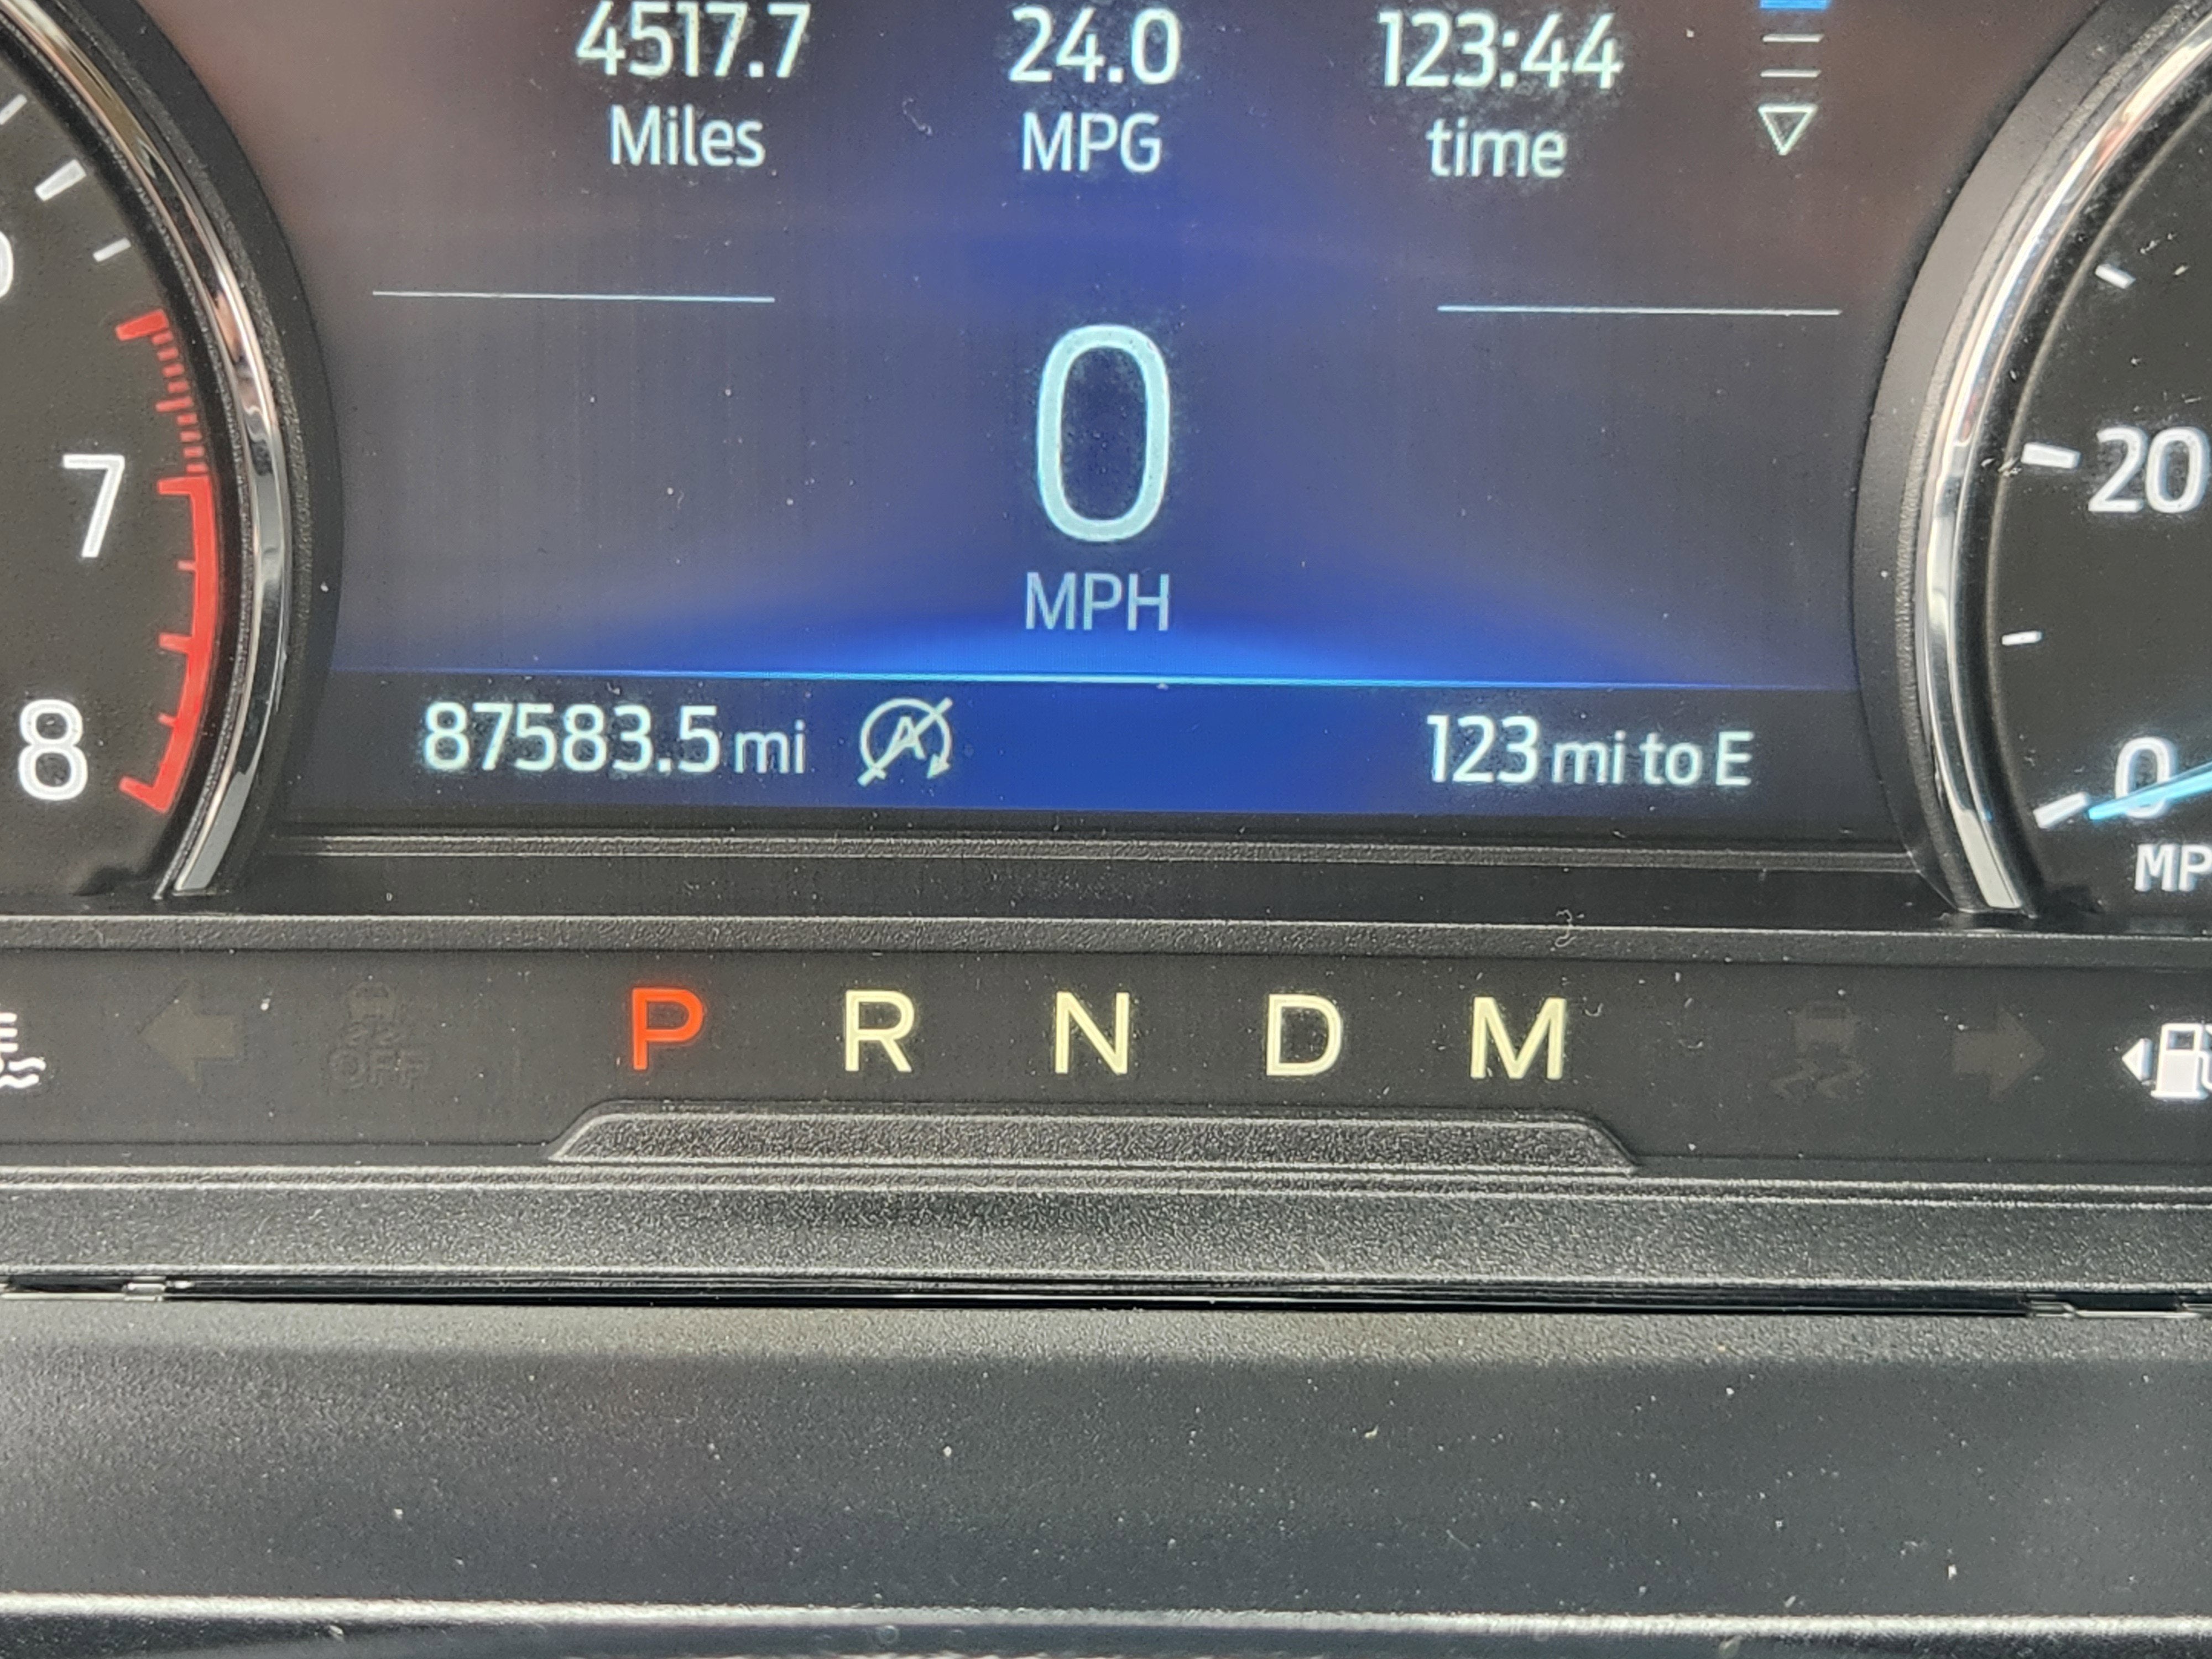 4517.7 24.0 123:44
Miles MPG time
0
MPH
7
8
20
0
87583.5 mi A 123 mi to E
OFF P R N D M